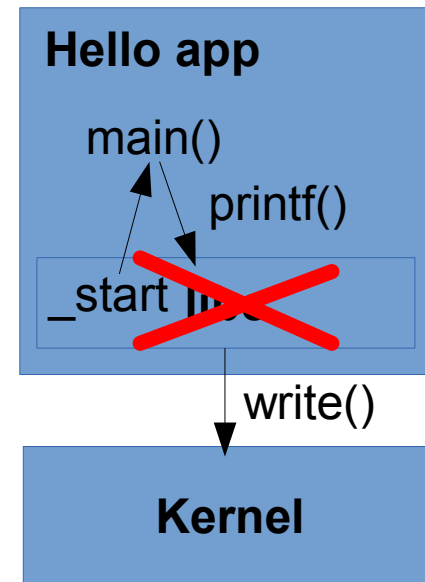 Hello app
main()
printf()
_start
write()
Kernel